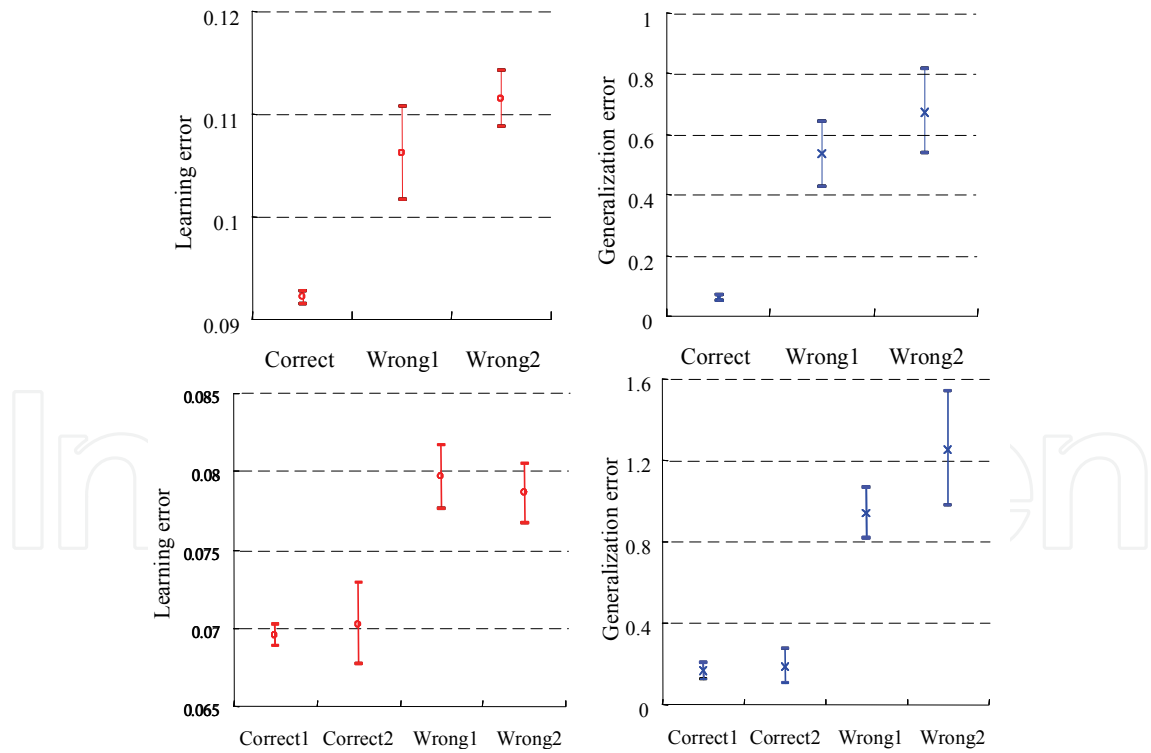 Learning error
0.12
0.11
0.1
0.09
Correct Wrong1 Wrong2
Generalization error
1
0.8
0.6
0.4
0.2
0
Correct Wrong1 Wrong2
Learning error
0.085
0.08
0.075
0.07
0.065
Correct1 Correct2 Wrong1 Wrong2
Generalization error
1.6
1.2
0.8
0.4
0
Correct1 Correct2 Wrong1 Wrong2
In
en